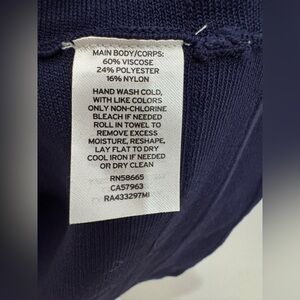 MAIN BODY/CORPS:
60% VISCOSE
24% POLYESTER
16% NYLON
HAND WASH COLD,
WITH LIKE COLORS
ONLY NON-CHLORINE
BLEACH IF NEEDED
ROLL IN TOWEL TO
REMOVE EXCESS
MOISTURE, RESHAPE,
LAY FLAT TO DRY
COOL IRON IF NEEDED
OR DRY CLEAN
RN58665
CA57963
RA433297MI